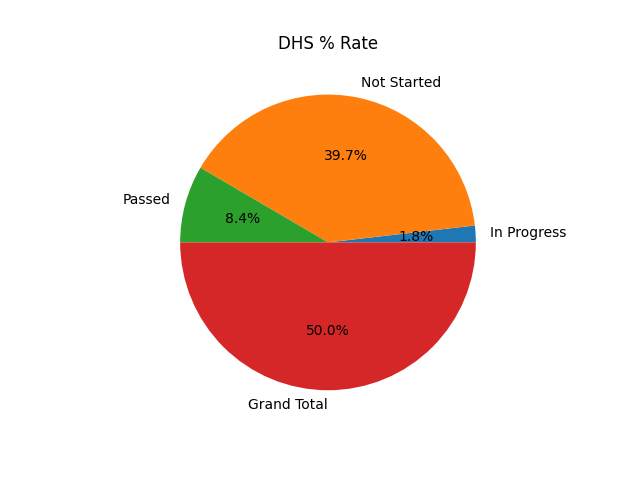 DHS % Rate
Not Started
39.7%
Passed
8.4%
1.8%
In Progress
50.0%
Grand Total